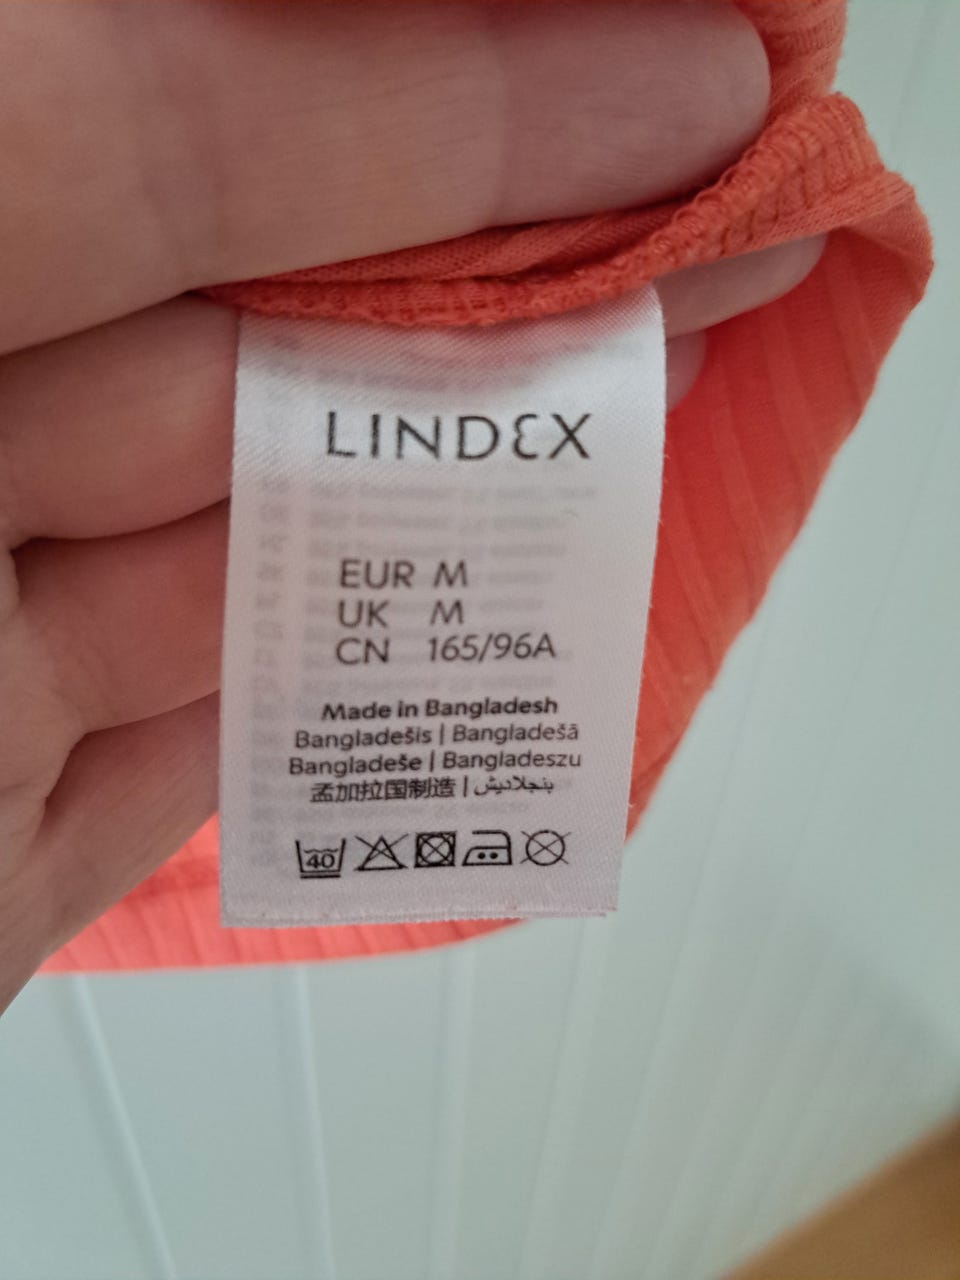 LINDEX
EUR M
UK M
CN 165/96A
Made in Bangladesh
Bangladešis | Bangladešā
Bangladeše | Bangladeszu
孟加拉国制造 | بنجلاديش
40